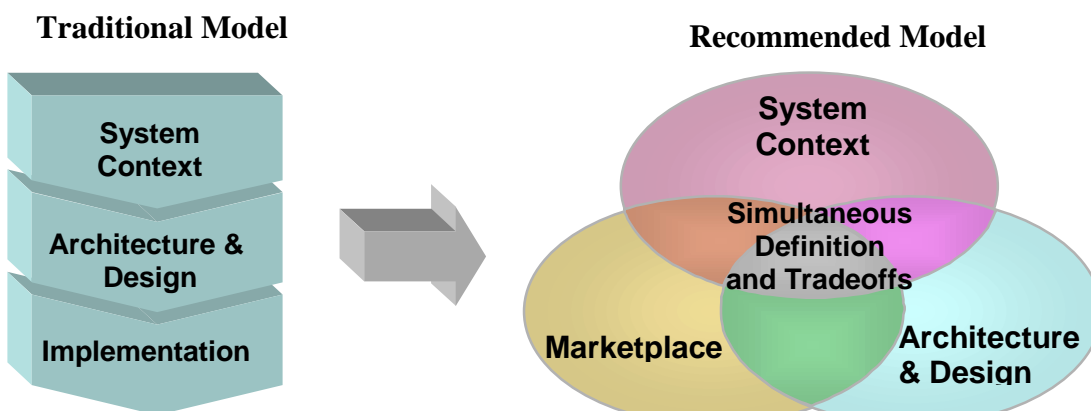 Traditional Model
System
Context
Architecture &
Design
Implementation
Recommended Model
System
Context
Simultaneous
Definition
and Tradeoffs
Marketplace
Architecture
& Design